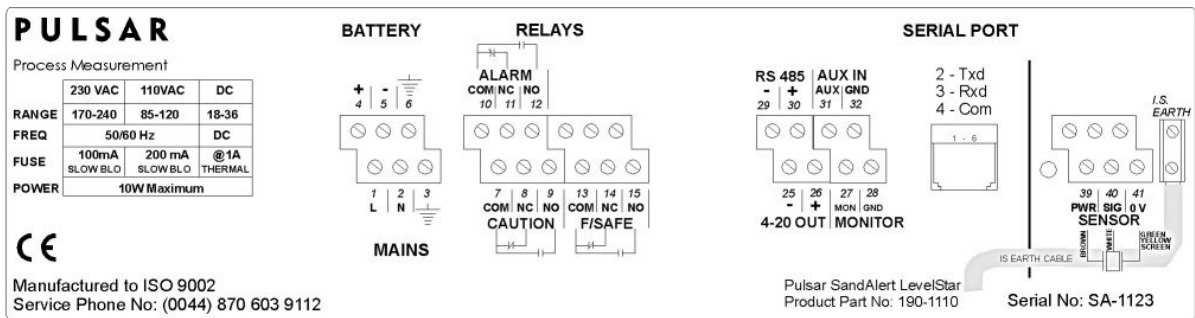 PULSAR
Process Measurement
230 VAC 110VAC DC
RANGE 170-240 85-120 18-36
FREQ 50/60 Hz DC
FUSE 100mA SLOW BLO 200 mA SLOW BLO @1A THERMAL
POWER 10W Maximum
CE
Manufactured to ISO 9002
Service Phone No: (0044) 870 603 9112
BATTERY
+ -
4 5 6
1 2 3
L N
MAINS
RELAYS
ALARM
COM NC NO
10 11 12
7 8 9 13 14 15
COM NC NO COM NC NO
CAUTION F/SAFE
SERIAL PORT
RS 485 AUX IN
- + AUX GND
29 30 31 32
25 26 27 28
- + MON GND
4-20 OUT MONITOR
2 - Txd
3 - Rxd
4 - Com
1 - 6
I.S.
EARTH
39 40 41
PWR SIG 0 V
SENSOR
BROWN
WHITE
GREEN
YELLOW
SCREEN
IS EARTH CABLE
Pulsar SandAlert LevelStar
Product Part No: 190-1110
Serial No: SA-1123